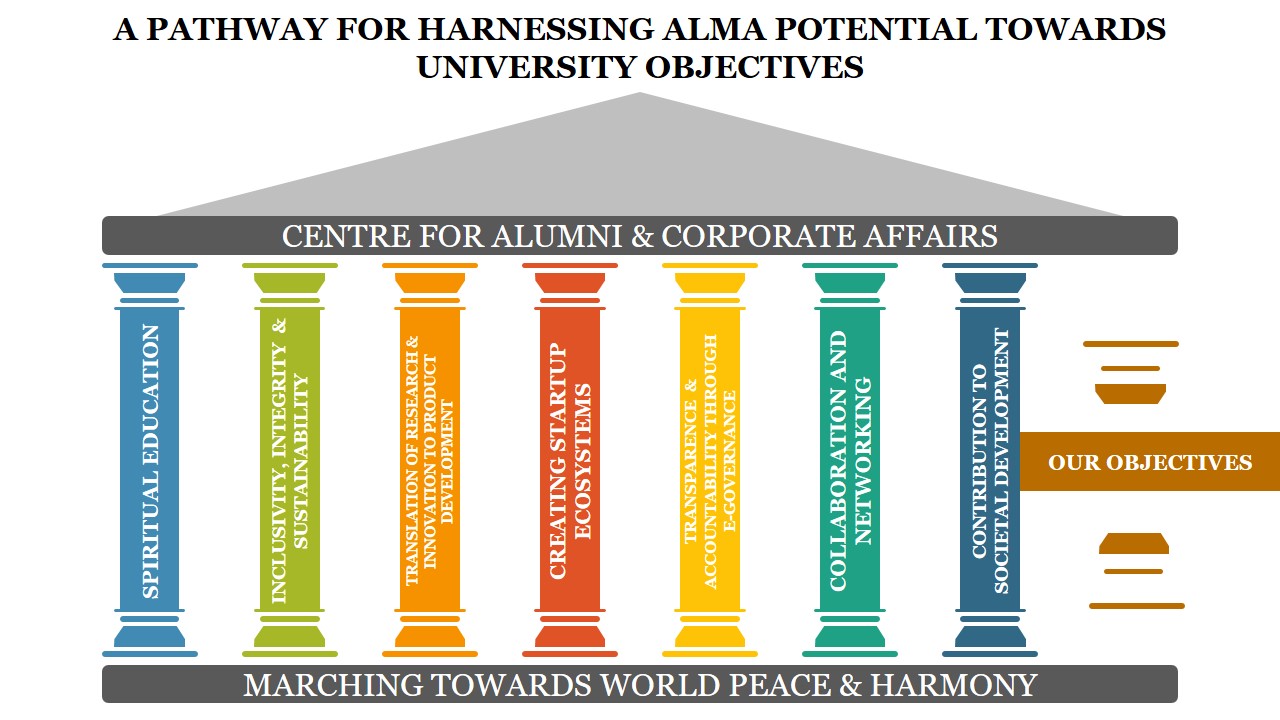 A PATHWAY FOR HARNESSING ALMA POTENTIAL TOWARDS
UNIVERSITY OBJECTIVES
CENTRE FOR ALUMNI & CORPORATE AFFAIRS
SPIRITUAL EDUCATION
INCLUSIVITY, INTEGRITY &
SUSTAINABILITY
TRANSLATION OF RESEARCH &
INNOVATION TO PRODUCT
DEVELOPMENT
CREATING STARTUP
ECOSYSTEMS
TRANSPARENCE &
ACCOUNTABILITY THROUGH
E-GOVERNANCE
COLLABORATION AND
NETWORKING
CONTRIBUTION TO
SOCIETAL DEVELOPMENT
OUR OBJECTIVES
MARCHING TOWARDS WORLD PEACE & HARMONY